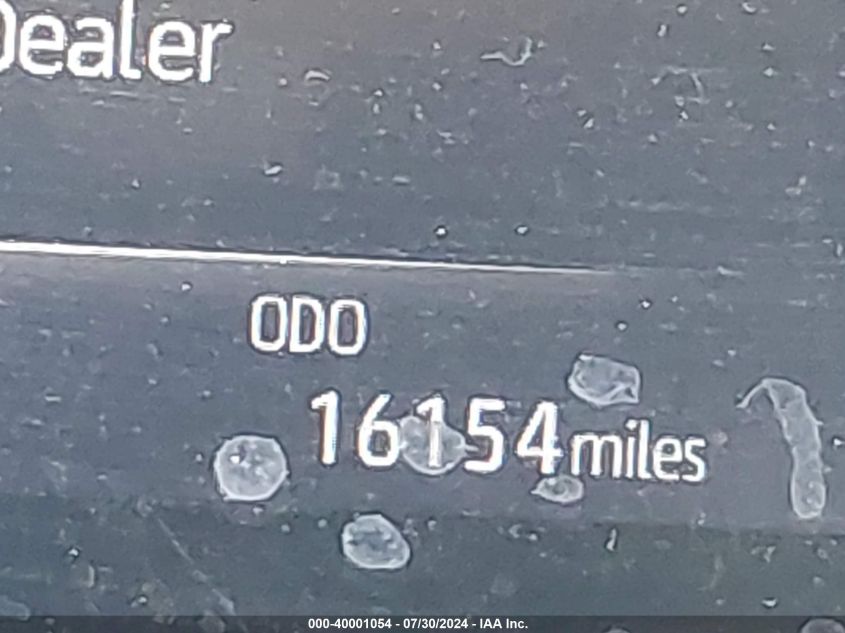 Dealer
ODO
16154 miles
000-40001054 - 07/30/2024 - IAA Inc.